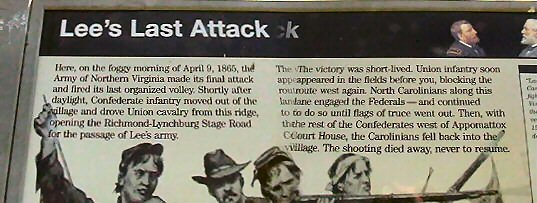 Lee's Last Attack
Here, on the foggy morning of April 9, 1865, the
Army of Northern Virginia made its final attack
and fired its last organized volley. Shortly after
daylight, Confederate infantry moved out of the
village and drove Union cavalry from this ridge,
opening the Richmond-Lynchburg Stage Road
for the passage of Lee's army.
The victory was short-lived. Union infantry soon
appeared in the fields before you, blocking the
route west again. North Carolinians along this
lane engaged the Federals — and continued
to do so until flags of truce went out. Then, with
the rest of the Confederates west of Appomattox
Court House, the Carolinians fell back into the
village. The shooting died away, never to resume.